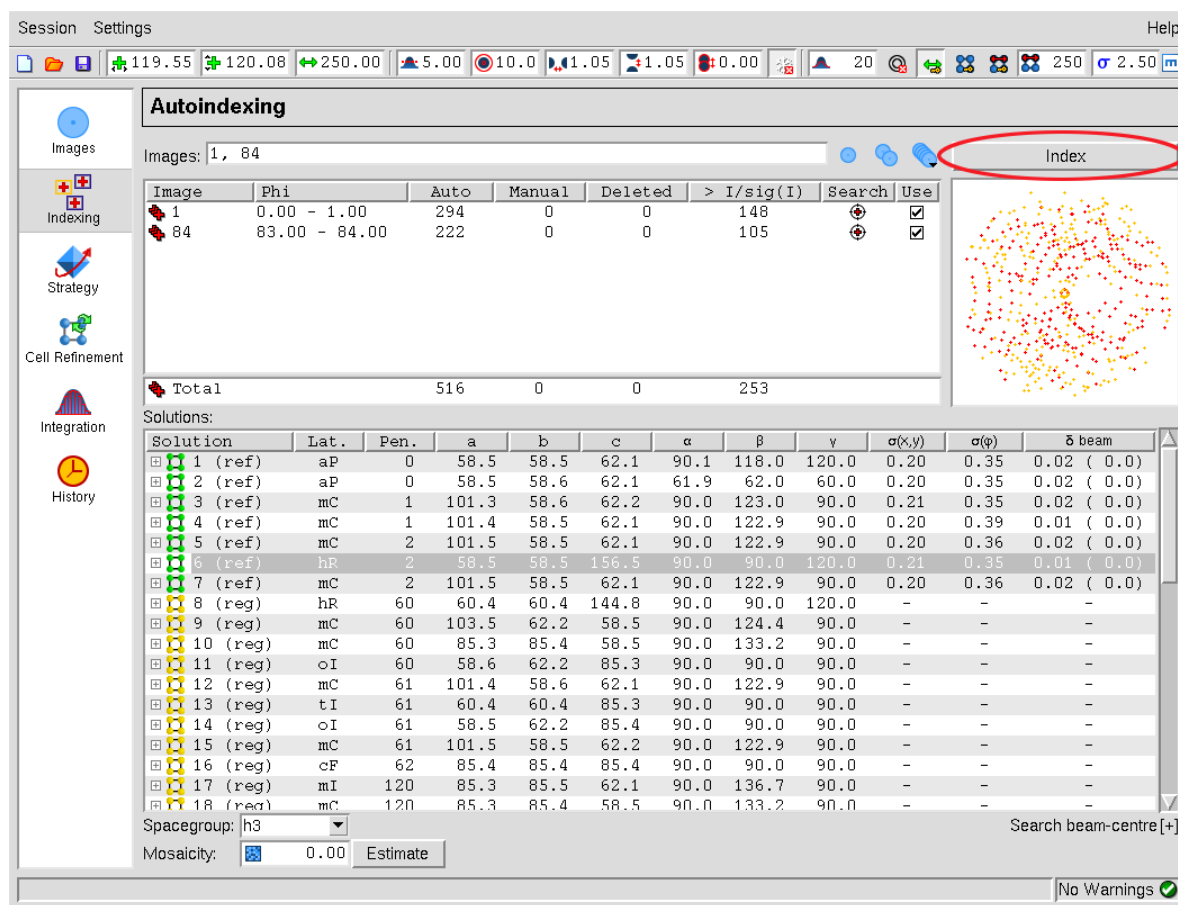 Session Settings Help
119.55 120.08 250.00 5.00 10.0 1.05 1.05 0.00 20 250 σ 2.50 m
Autoindexing
Images
Images: 1, 84 Index
Image Phi Auto Manual Deleted > I/sig(I) Search Use
1 0.00 - 1.00 294 0 0 148
84 83.00 - 84.00 222 0 0 105
Indexing
Strategy
Cell Refinement
Total 516 0 0 253
Integration
History
Solutions:
Solution Lat. Pen. a b c α β γ σ(x,y) σ(φ) δ beam
1 (ref) aP 0 58.5 58.5 62.1 90.1 118.0 120.0 0.20 0.35 0.02 ( 0.0)
2 (ref) aP 0 58.5 58.6 62.1 61.9 62.0 60.0 0.20 0.35 0.02 ( 0.0)
3 (ref) mC 1 101.3 58.6 62.2 90.0 123.0 90.0 0.21 0.35 0.02 ( 0.0)
4 (ref) mC 1 101.4 58.5 62.1 90.0 122.9 90.0 0.20 0.39 0.01 ( 0.0)
5 (ref) mC 2 101.5 58.5 62.1 90.0 122.9 90.0 0.20 0.36 0.02 ( 0.0)
6 (ref) hR 2 58.5 58.5 156.5 90.0 90.0 120.0 0.21 0.35 0.01 ( 0.0)
7 (ref) mC 2 101.5 58.5 62.1 90.0 122.9 90.0 0.20 0.36 0.02 ( 0.0)
8 (reg) hR 60 60.4 60.4 144.8 90.0 90.0 120.0 - - -
9 (reg) mC 60 103.5 62.2 58.5 90.0 124.4 90.0 - - -
10 (reg) mC 60 85.3 85.4 58.5 90.0 133.2 90.0 - - -
11 (reg) oI 60 58.6 62.2 85.3 90.0 90.0 90.0 - - -
12 (reg) mC 61 101.4 58.6 62.1 90.0 122.9 90.0 - - -
13 (reg) tI 61 60.4 60.4 85.3 90.0 90.0 90.0 - - -
14 (reg) oI 61 58.5 62.2 85.4 90.0 90.0 90.0 - - -
15 (reg) mC 61 101.5 58.5 62.2 90.0 122.9 90.0 - - -
16 (reg) cF 62 85.4 85.4 85.4 90.0 90.0 90.0 - - -
17 (reg) mI 120 85.3 85.5 62.1 90.0 136.7 90.0 - - -
18 (reg) mC 120 85.3 85.4 58.5 90.0 133.2 90.0 - - -
Spacegroup: h3 Search beam-centre [+]
Mosaicity: 0.00 Estimate
No Warnings